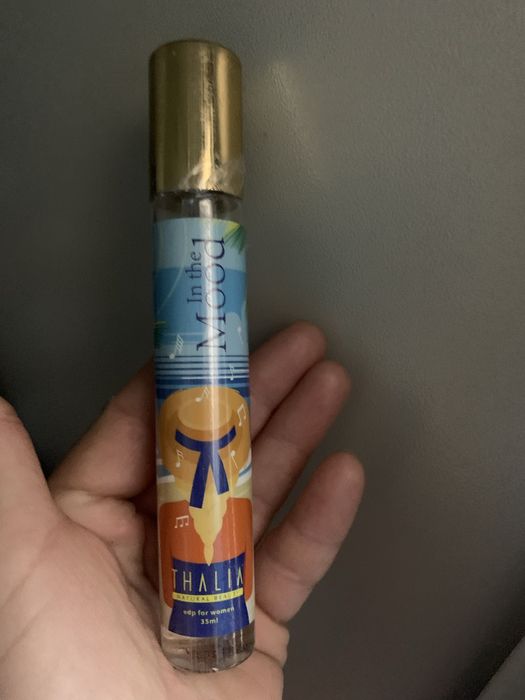 In the
Mood
THALIA
NATURAL BEAUTY
edp for women
35ml